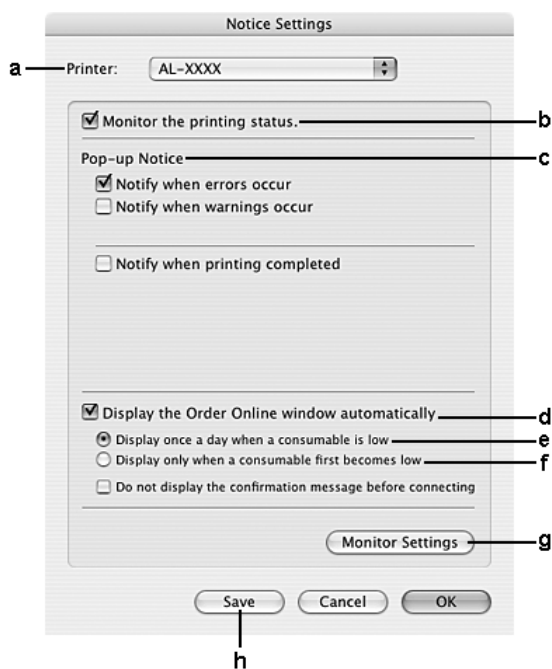 Notice Settings
a Printer: AL-XXXX
Monitor the printing status. b
Pop-up Notice c
Notify when errors occur
Notify when warnings occur
Notify when printing completed
Display the Order Online window automatically d
Display once a day when a consumable is low e
Display only when a consumable first becomes low f
Do not display the confirmation message before connecting
Monitor Settings g
Save Cancel OK
h